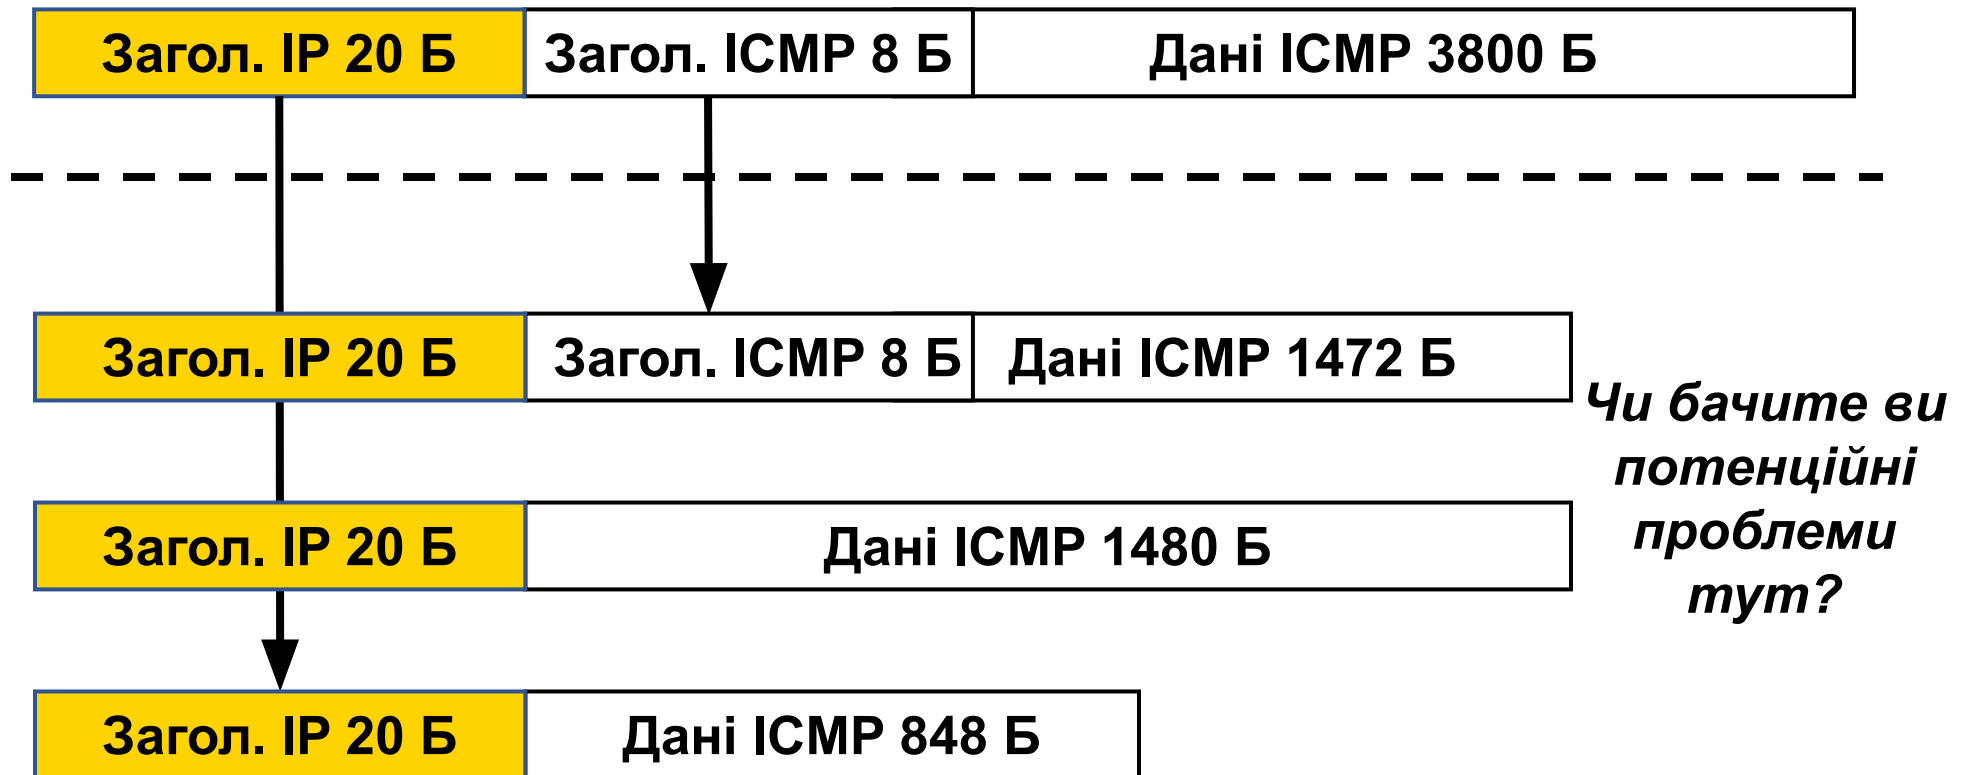 Загол. IP 20 Б Загол. ICMP 8 Б Дані ICMP 3800 Б
Загол. IP 20 Б Загол. ICMP 8 Б Дані ICMP 1472 Б
Чи бачите ви
потенційні
проблеми
тут?
Загол. IP 20 Б Дані ICMP 1480 Б
Загол. IP 20 Б Дані ICMP 848 Б